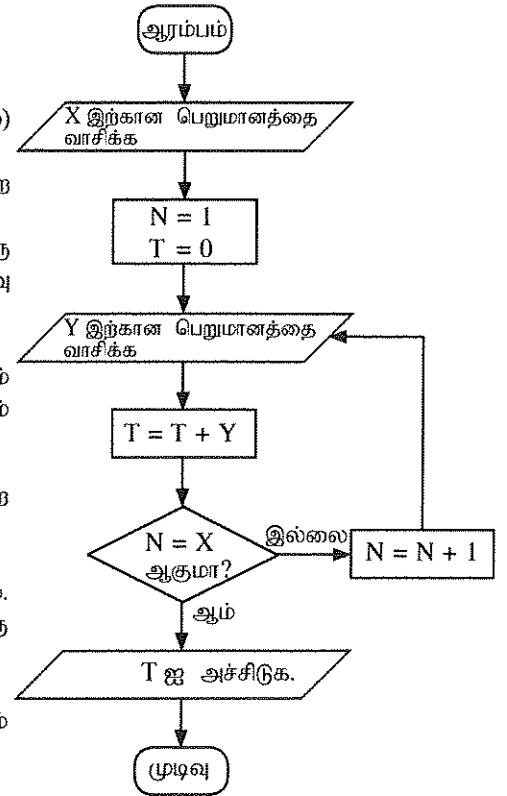 ஆரம்பம்
X இற்கான பெறுமானத்தை
வாசிக்க
N = 1
T = 0
Y இற்கான பெறுமானத்தை
வாசிக்க
T = T + Y
N = X
ஆகுமா?
இல்லை
N = N + 1
ஆம்
T ஐ அச்சிடுக.
முடிவு